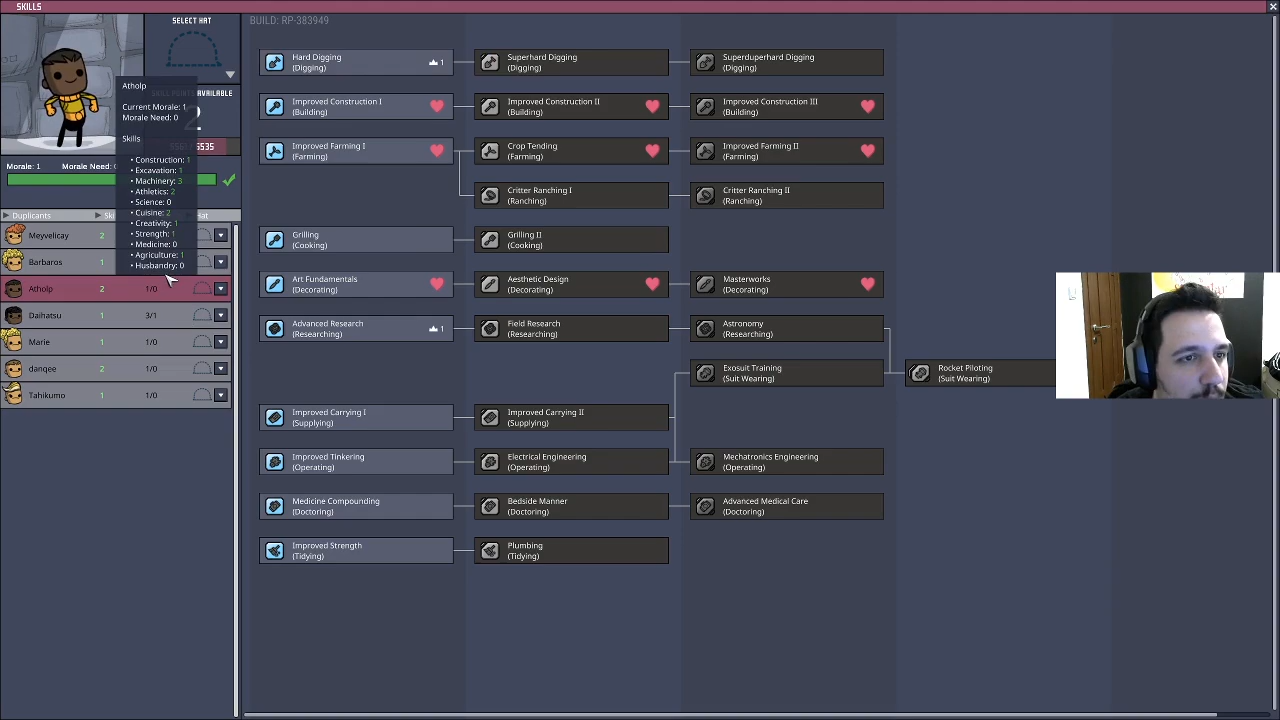 SKILLS
BUILD: RP-383949
SELECT HAT
SKILL POINTS AVAILABLE
2
Morale: 1
Morale Need: 0
Atholp
Current Morale: 1
Morale Need: 0
Skills
• Construction: 1
• Excavation: 1
• Machinery: 3
• Athletics: 2
• Science: 0
• Cuisine: 2
• Creativity: 1
• Strength: 1
• Medicine: 0
• Agriculture: 1
• Husbandry: 0
Duplicants
Hat
Meyvelicay 2
Barbaros 1
Atholp 2 1/0
Daihatsu 1 3/1
Marie 1 1/0
danqee 2 1/0
Tahikumo 1 1/0
Hard Digging
(Digging)
1
Superhard Digging
(Digging)
Superduperhard Digging
(Digging)
Improved Construction I
(Building)
Improved Construction II
(Building)
Improved Construction III
(Building)
Improved Farming I
(Farming)
Crop Tending
(Farming)
Improved Farming II
(Farming)
Critter Ranching I
(Ranching)
Critter Ranching II
(Ranching)
Grilling
(Cooking)
Grilling II
(Cooking)
Art Fundamentals
(Decorating)
Aesthetic Design
(Decorating)
Masterworks
(Decorating)
Advanced Research
(Researching)
1
Field Research
(Researching)
Astronomy
(Researching)
Exosuit Training
(Suit Wearing)
Rocket Piloting
(Suit Wearing)
Improved Carrying I
(Supplying)
Improved Carrying II
(Supplying)
Improved Tinkering
(Operating)
Electrical Engineering
(Operating)
Mechatronics Engineering
(Operating)
Medicine Compounding
(Doctoring)
Bedside Manner
(Doctoring)
Advanced Medical Care
(Doctoring)
Improved Strength
(Tidying)
Plumbing
(Tidying)